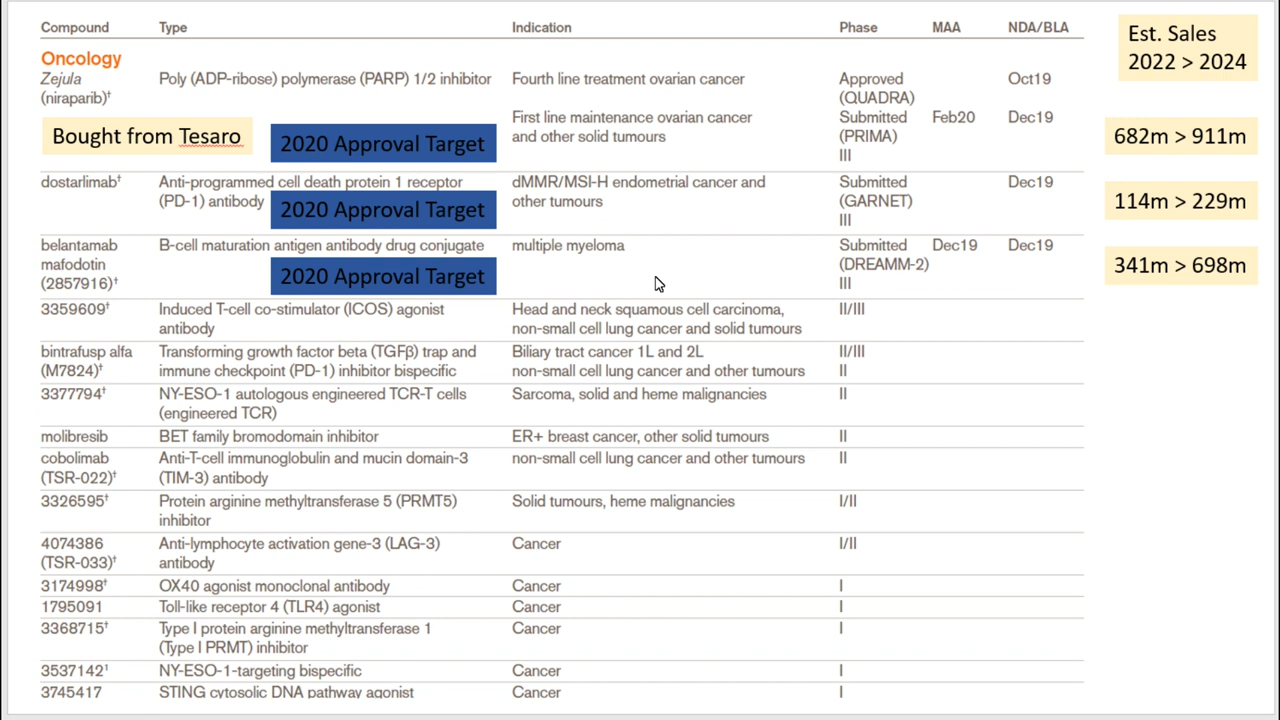 Compound Type Indication Phase MAA NDA/BLA
Est. Sales
2022 > 2024
Oncology
Zejula Poly (ADP-ribose) polymerase (PARP) 1/2 inhibitor Fourth line treatment ovarian cancer Approved Oct19
(niraparib)† (QUADRA)
First line maintenance ovarian cancer Submitted Feb20 Dec19
Bought from Tesaro 2020 Approval Target and other solid tumours (PRIMA) 682m > 911m
III
dostarlimab† Anti-programmed cell death protein 1 receptor dMMR/MSI-H endometrial cancer and Submitted Dec19
(PD-1) antibody 2020 Approval Target other tumours (GARNET) 114m > 229m
III
belantamab B-cell maturation antigen antibody drug conjugate multiple myeloma Submitted Dec19 Dec19
mafodotin (DREAMM-2) 341m > 698m
(2857916)† 2020 Approval Target III
3359609† Induced T-cell co-stimulator (ICOS) agonist Head and neck squamous cell carcinoma, II/III
antibody non-small cell lung cancer and solid tumours
bintrafusp alfa Transforming growth factor beta (TGFβ) trap and Biliary tract cancer 1L and 2L II/III
(M7824)† immune checkpoint (PD-1) inhibitor bispecific non-small cell lung cancer and other tumours II
3377794† NY-ESO-1 autologous engineered TCR-T cells Sarcoma, solid and heme malignancies II
(engineered TCR)
molibresib BET family bromodomain inhibitor ER+ breast cancer, other solid tumours II
cobolimab Anti-T-cell immunoglobulin and mucin domain-3 non-small cell lung cancer and other tumours II
(TSR-022)† (TIM-3) antibody
3326595† Protein arginine methyltransferase 5 (PRMT5) Solid tumours, heme malignancies I/II
inhibitor
4074386 Anti-lymphocyte activation gene-3 (LAG-3) Cancer I/II
(TSR-033)† antibody
3174998† OX40 agonist monoclonal antibody Cancer I
1795091 Toll-like receptor 4 (TLR4) agonist Cancer I
3368715† Type I protein arginine methyltransferase 1 Cancer I
(Type I PRMT) inhibitor
3537142¹ NY-ESO-1-targeting bispecific Cancer I
3745417 STING cytosolic DNA pathway agonist Cancer I